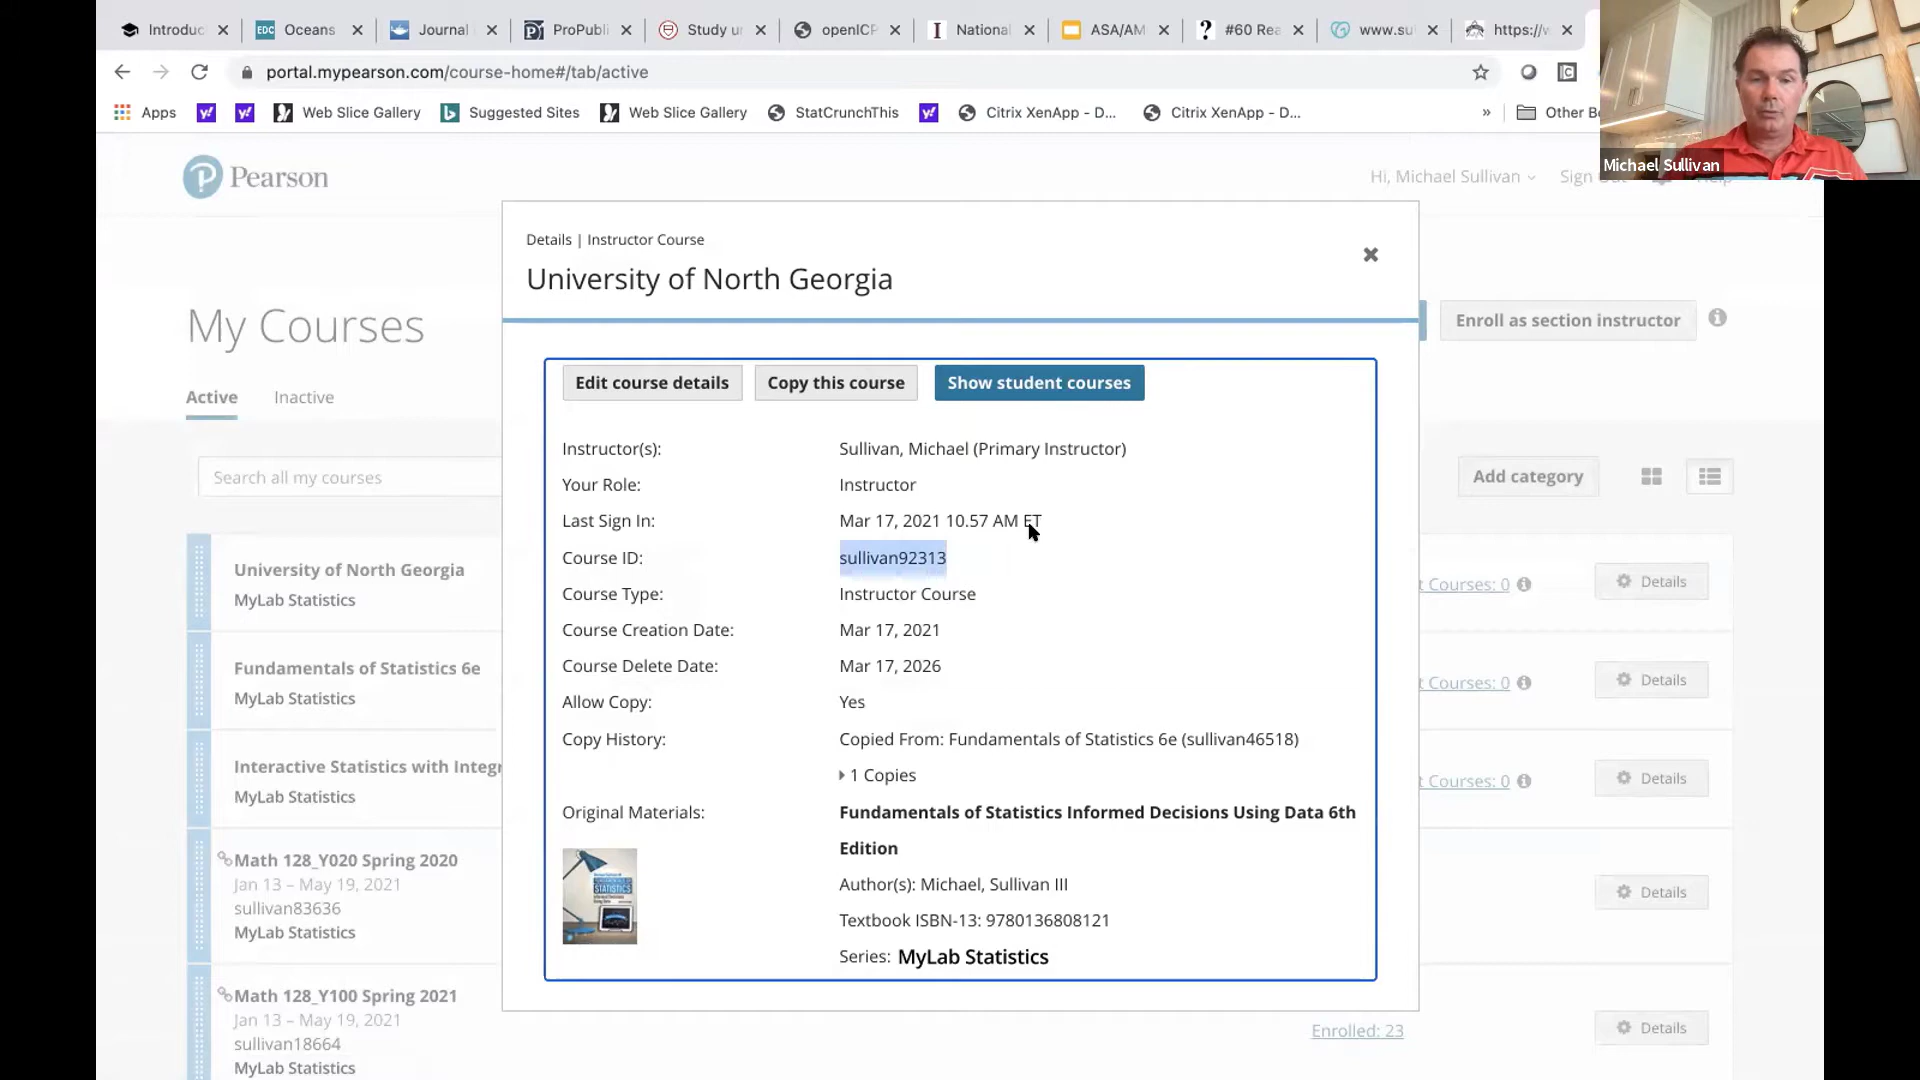 Introduc
Oceans
Journal
ProPubli
Study u
openICP
National
ASA/AM
#60 Rea
www.su
https://w
portal.mypearson.com/course-home#/tab/active
Apps
Web Slice Gallery
Suggested Sites
Web Slice Gallery
StatCrunchThis
Citrix XenApp - D...
Citrix XenApp - D...
»
Other B
Michael Sullivan
Pearson
Hi, Michael Sullivan
Sign Out
Help
Details | Instructor Course
University of North Georgia
My Courses
Enroll as section instructor
Active
Inactive
Edit course details
Copy this course
Show student courses
Search all my courses
Add category
Instructor(s): Sullivan, Michael (Primary Instructor)
Your Role: Instructor
Last Sign In: Mar 17, 2021 10.57 AM ET
Course ID: sullivan92313
Course Type: Instructor Course
Course Creation Date: Mar 17, 2021
Course Delete Date: Mar 17, 2026
Allow Copy: Yes
Copy History: Copied From: Fundamentals of Statistics 6e (sullivan46518)
1 Copies
Original Materials: Fundamentals of Statistics Informed Decisions Using Data 6th
Edition
Author(s): Michael, Sullivan III
Textbook ISBN-13: 9780136808121
Series: MyLab Statistics
University of North Georgia
MyLab Statistics
t Courses: 0
Details
Fundamentals of Statistics 6e
MyLab Statistics
t Courses: 0
Details
Interactive Statistics with Integr
MyLab Statistics
t Courses: 0
Details
Math 128_Y020 Spring 2020
Jan 13 – May 19, 2021
sullivan83636
MyLab Statistics
Details
Math 128_Y100 Spring 2021
Jan 13 – May 19, 2021
sullivan18664
MyLab Statistics
Enrolled: 23
Details